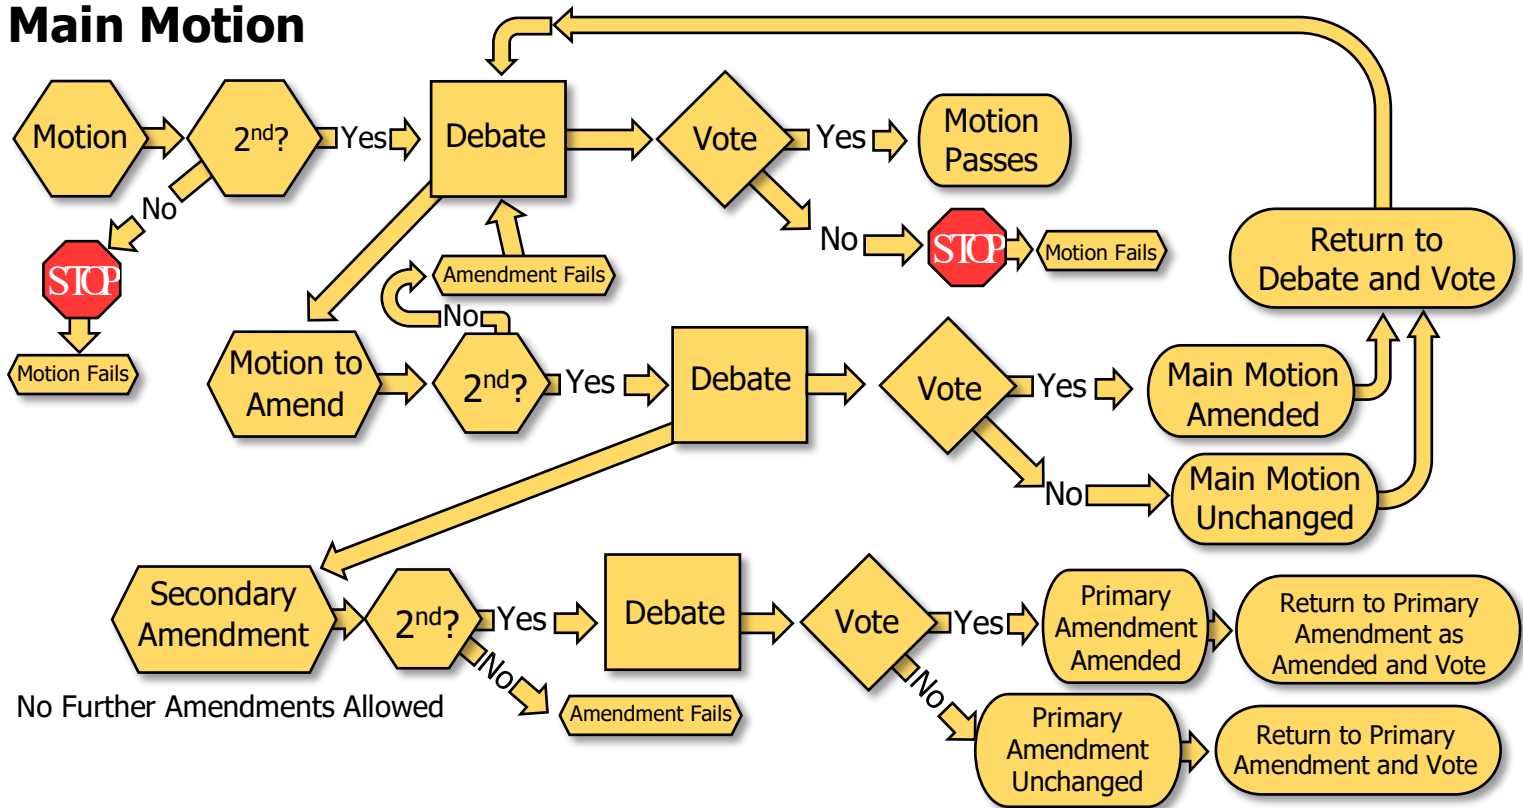 Main Motion
Motion
2nd?
Yes
Debate
Vote
Yes
Motion
Passes
No
STOP
Motion Fails
No
STOP
Motion Fails
Return to
Debate and Vote
Amendment Fails
No
Motion to
Amend
2nd?
Yes
Debate
Vote
Yes
Main Motion
Amended
No
Main Motion
Unchanged
Secondary
Amendment
2nd?
Yes
Debate
Vote
Yes
Primary
Amendment
Amended
Return to Primary
Amendment as
Amended and Vote
No
Amendment Fails
No
Primary
Amendment
Unchanged
Return to Primary
Amendment and Vote
No Further Amendments Allowed